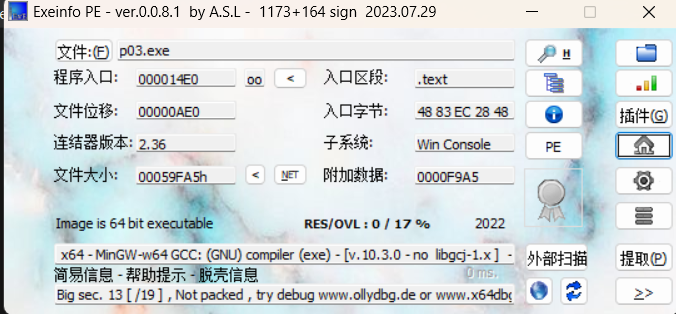 Exeinfo PE - ver.0.0.8.1 by A.S.L - 1173+164 sign 2023.07.29
文件:(F) p03.exe H
程序入口: 000014E0 oo < 入口区段: .text
文件位移: 00000AE0 入口字节: 48 83 EC 28 48 插件(G)
连结器版本: 2.36 子系统: Win Console PE
文件大小: 00059FA5h < NET 附加数据: 0000F9A5
Image is 64 bit executable RES/OVL : 0 / 17 % 2022
x64 - MinGW-w64 GCC: (GNU) compiler (exe) - [v.10.3.0 - no libgcj-1.x ] - 外部扫描 提取(P)
简易信息 - 帮助提示 - 脱壳信息 0 ms.
Big sec. 13 [ /19 ] , Not packed , try debug www.ollydbg.de or www.x64dbg >>